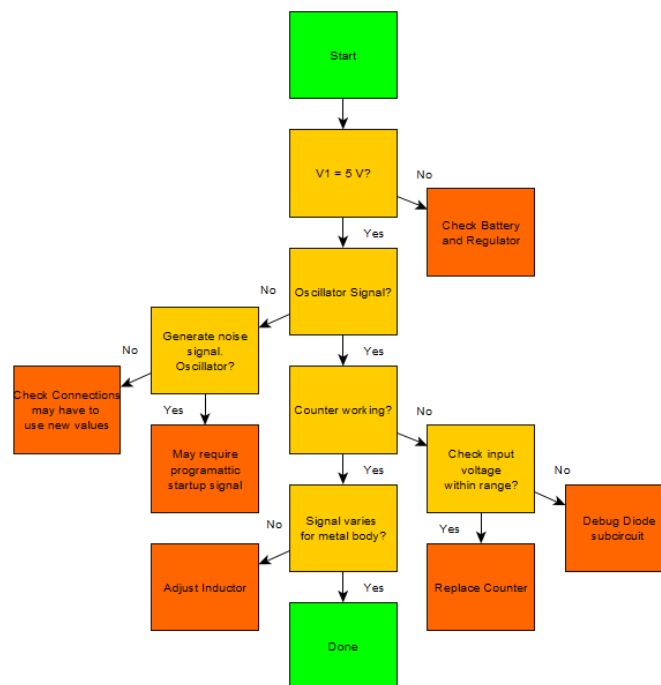 Start
V1 = 5 V?
No
Check Battery
and Regulator
Yes
Oscillator Signal?
No
Generate noise
signal.
Oscillator?
No
Check Connections
may have to
use new values
Yes
May require
programattic
startup signal
Yes
Counter working?
No
Check input
voltage
within range?
No
Debug Diode
subcircuit
Yes
Replace Counter
Yes
Signal varies
for metal body?
No
Adjust Inductor
Yes
Done